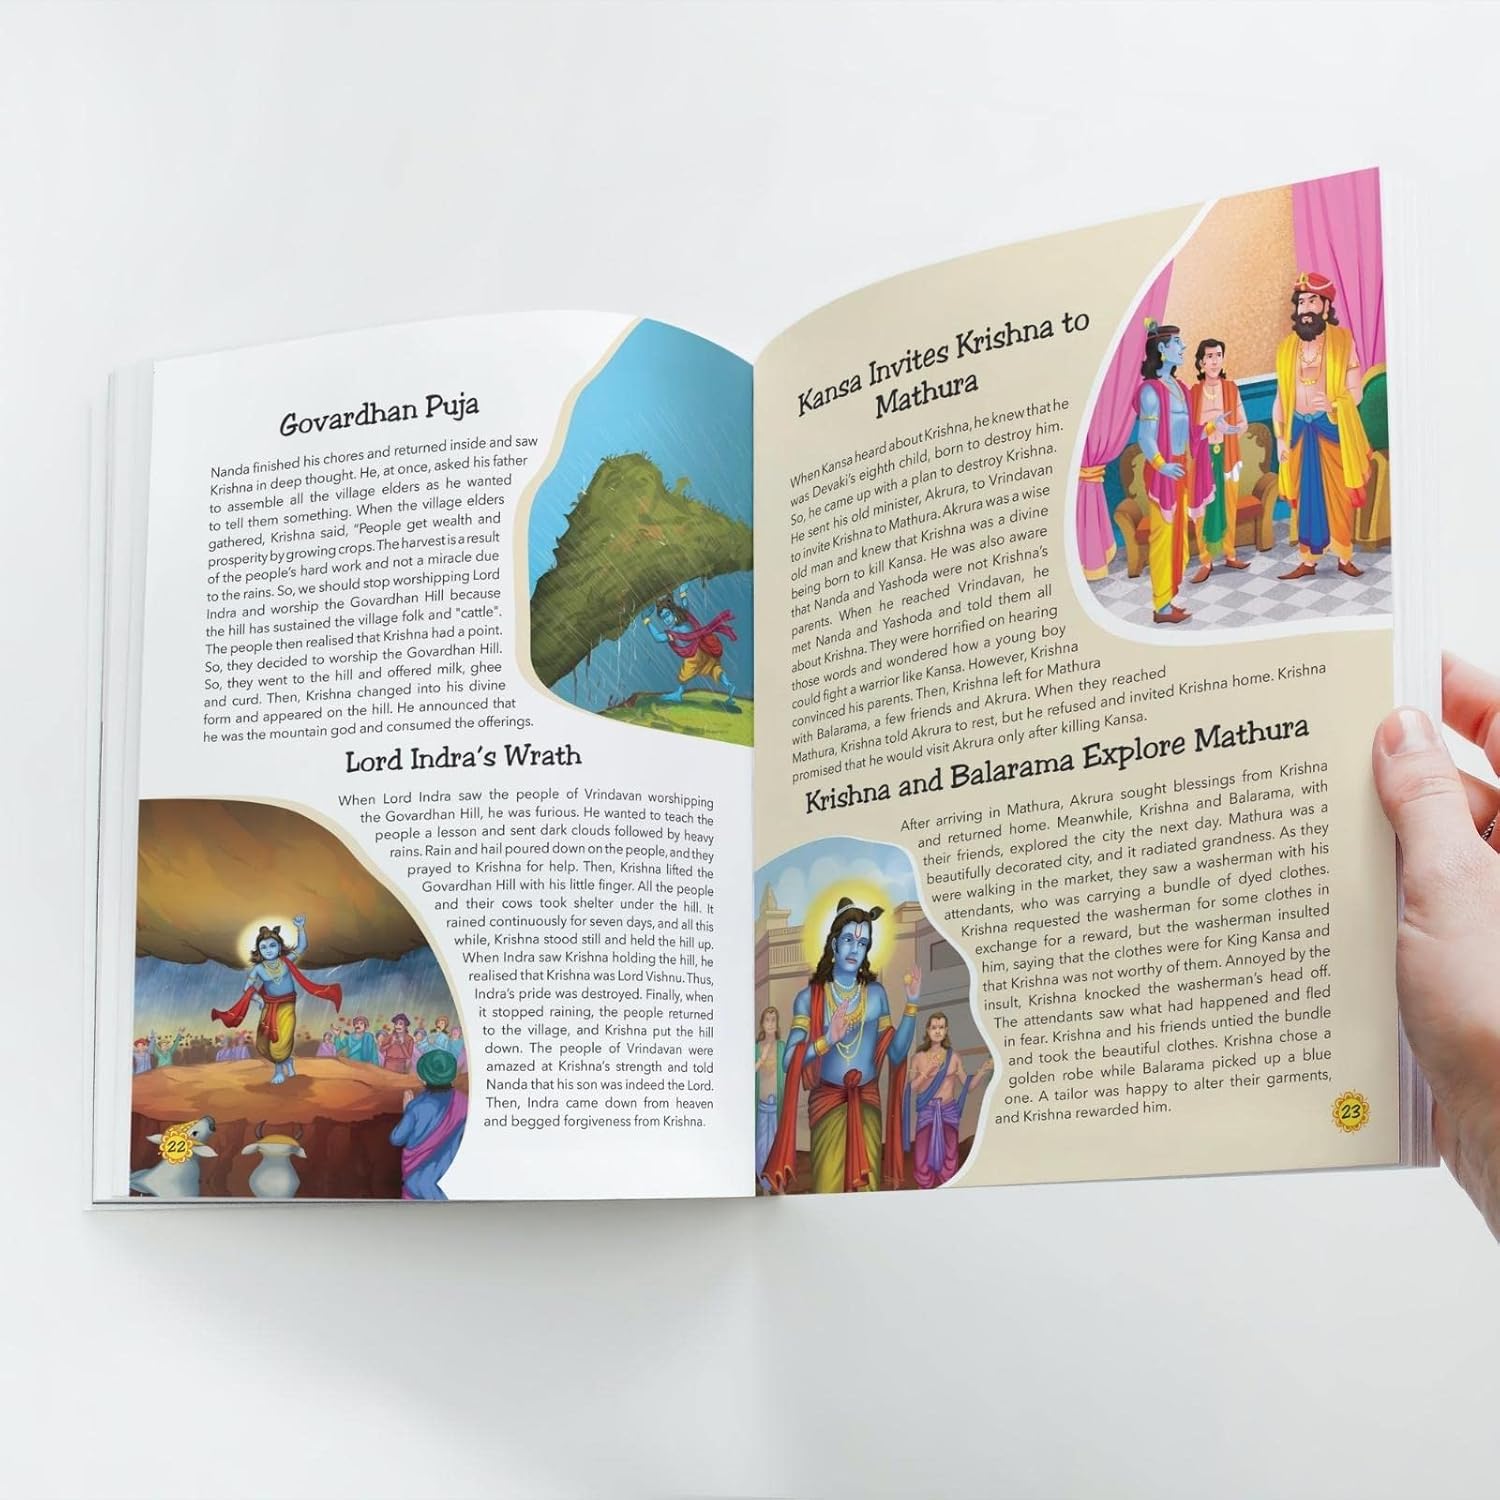 Govardhan Puja
Nanda finished his chores and returned inside and saw
Krishna in deep thought. He, at once, asked his father
to assemble all the village elders as he wanted
to tell them something. When the village elders
gathered, Krishna said, "People get wealth and
prosperity by growing crops. The harvest is a result
of the people's hard work and not a miracle due
to the rains. So, we should stop worshipping Lord
Indra and worship the Govardhan Hill because
the hill has sustained the village folk and "cattle".
The people then realised that Krishna had a point.
So, they decided to worship the Govardhan Hill.
So, they went to the hill and offered milk, ghee
and curd. Then, Krishna changed into his divine
form and appeared on the hill. He announced that
he was the mountain god and consumed the offerings.
Lord Indra's Wrath
When Lord Indra saw the people of Vrindavan worshipping
the Govardhan Hill, he was furious. He wanted to teach the
people a lesson and sent dark clouds followed by heavy
rains. Rain and hail poured down on the people, and they
prayed to Krishna for help. Then, Krishna lifted the
Govardhan Hill with his little finger. All the people
and their cows took shelter under the hill. It
rained continuously for seven days, and all this
while, Krishna stood still and held the hill up.
When Indra saw Krishna holding the hill, he
realised that Krishna was Lord Vishnu. Thus,
Indra's pride was destroyed. Finally, when
it stopped raining, the people returned
to the village, and Krishna put the hill
down. The people of Vrindavan were
amazed at Krishna's strength and told
Nanda that his son was indeed the Lord.
Then, Indra came down from heaven
and begged forgiveness from Krishna.
22
Kansa Invites Krishna to
Mathura
When Kansa heard about Krishna, he knew that he
was Devaki's eighth child, born to destroy him.
So, he came up with a plan to destroy Krishna.
He sent his old minister, Akrura, to Vrindavan
to invite Krishna to Mathura. Akrura was a wise
old man and knew that Krishna was a divine
being born to kill Kansa. He was also aware
that Nanda and Yashoda were not Krishna's
parents. When he reached Vrindavan, he
met Nanda and Yashoda and told them all
about Krishna. They were horrified on hearing
those words and wondered how a young boy
could fight a warrior like Kansa. However, Krishna
convinced his parents. Then, Krishna left for Mathura
with Balarama, a few friends and Akrura. When they reached
Mathura, Krishna told Akrura to rest, but he refused and invited Krishna home. Krishna
promised that he would visit Akrura only after killing Kansa.
Krishna and Balarama Explore Mathura
After arriving in Mathura, Akrura sought blessings from Krishna
and returned home. Meanwhile, Krishna and Balarama, with
their friends, explored the city the next day. Mathura was a
beautifully decorated city, and it radiated grandness. As they
were walking in the market, they saw a washerman with his
attendants, who was carrying a bundle of dyed clothes.
Krishna requested the washerman for some clothes in
exchange for a reward, but the washerman insulted
him, saying that the clothes were for King Kansa and
that Krishna was not worthy of them. Annoyed by the
insult, Krishna knocked the washerman's head off.
The attendants saw what had happened and fled
in fear. Krishna and his friends untied the bundle
and took the beautiful clothes. Krishna chose a
golden robe while Balarama picked up a blue
one. A tailor was happy to alter their garments,
and Krishna rewarded him.
23